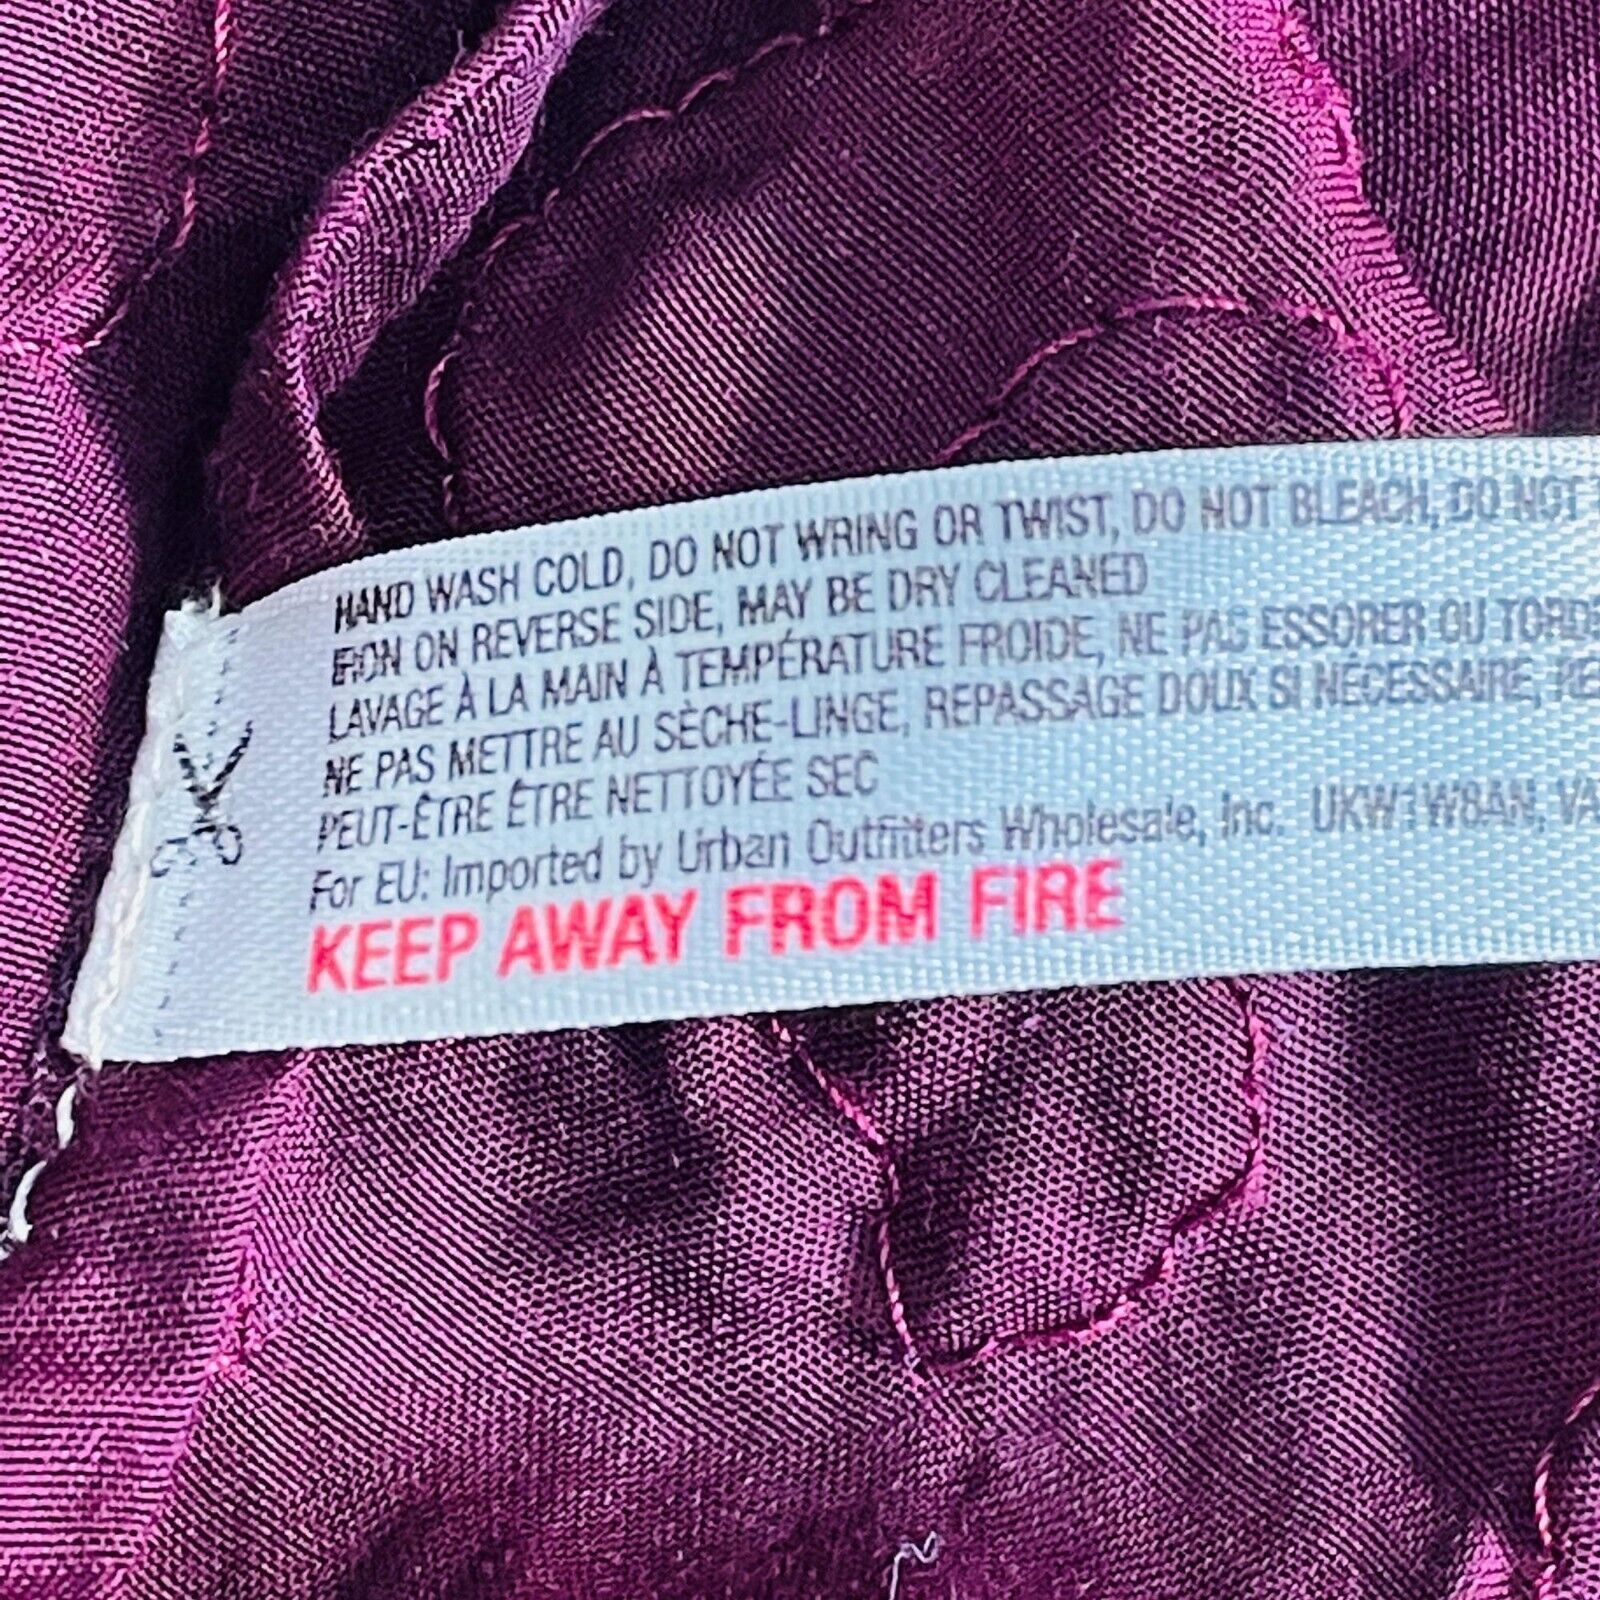 HAND WASH COLD, DO NOT WRING OR TWIST, DO NOT BLEACH, DO NOT
IRON ON REVERSE SIDE, MAY BE DRY CLEANED
LAVAGE À LA MAIN À TEMPÉRATURE FROIDE, NE PAS ESSORER OU TORD
NE PAS METTRE AU SÈCHE-LINGE, REPASSAGE DOUX SI NÉCESSAIRE,
PEUT-ÊTRE ÊTRE NETTOYÉE SEC
For EU: Imported by Urban Outfitters Wholesale, Inc. UKW1W8AN, VA
KEEP AWAY FROM FIRE